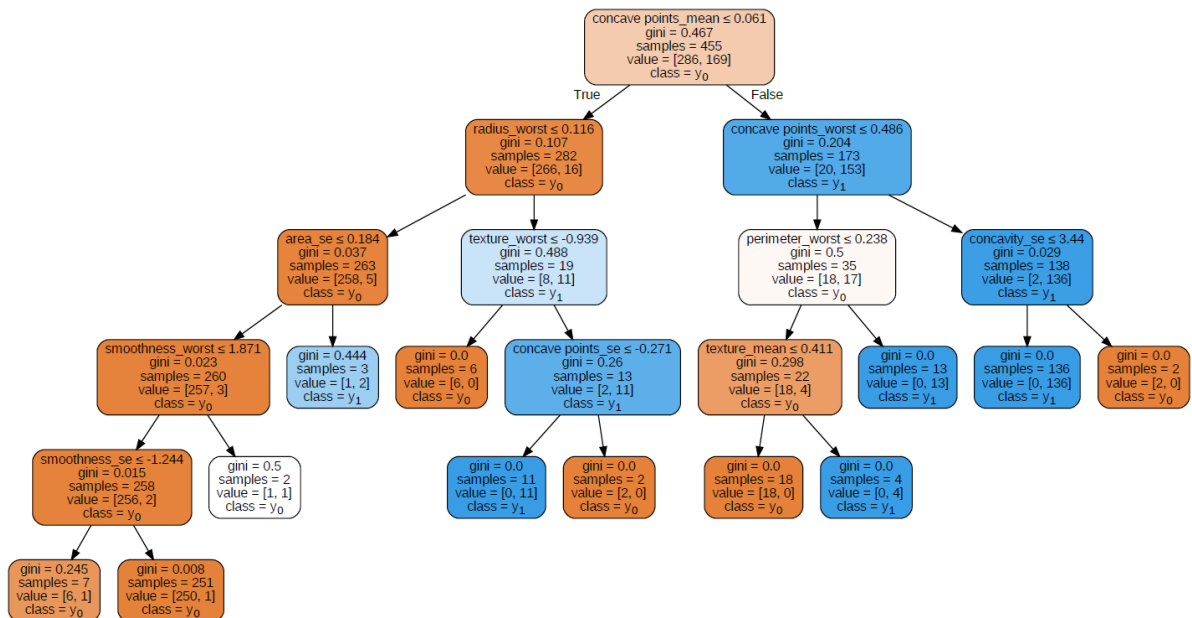 concave points_mean ≤ 0.061
gini = 0.467
samples = 455
value = [286, 169]
class = y₀
True
False
radius_worst ≤ 0.116
gini = 0.107
samples = 282
value = [266, 16]
class = y₀
concave points_worst ≤ 0.486
gini = 0.204
samples = 173
value = [20, 153]
class = y₁
area_se ≤ 0.184
gini = 0.037
samples = 263
value = [258, 5]
class = y₀
texture_worst ≤ -0.939
gini = 0.488
samples = 19
value = [8, 11]
class = y₁
perimeter_worst ≤ 0.238
gini = 0.5
samples = 35
value = [18, 17]
class = y₀
concavity_se ≤ 3.44
gini = 0.029
samples = 138
value = [2, 136]
class = y₁
smoothness_worst ≤ 1.871
gini = 0.023
samples = 260
value = [257, 3]
class = y₀
gini = 0.444
samples = 3
value = [1, 2]
class = y₁
gini = 0.0
samples = 6
value = [6, 0]
class = y₀
concave points_se ≤ -0.271
gini = 0.26
samples = 13
value = [2, 11]
class = y₁
texture_mean ≤ 0.411
gini = 0.298
samples = 22
value = [18, 4]
class = y₀
gini = 0.0
samples = 13
value = [0, 13]
class = y₁
gini = 0.0
samples = 136
value = [0, 136]
class = y₁
gini = 0.0
samples = 2
value = [2, 0]
class = y₀
smoothness_se ≤ -1.244
gini = 0.015
samples = 258
value = [256, 2]
class = y₀
gini = 0.5
samples = 2
value = [1, 1]
class = y₀
gini = 0.0
samples = 11
value = [0, 11]
class = y₁
gini = 0.0
samples = 2
value = [2, 0]
class = y₀
gini = 0.0
samples = 18
value = [18, 0]
class = y₀
gini = 0.0
samples = 4
value = [0, 4]
class = y₁
gini = 0.245
samples = 7
value = [6, 1]
class = y₀
gini = 0.008
samples = 251
value = [250, 1]
class = y₀